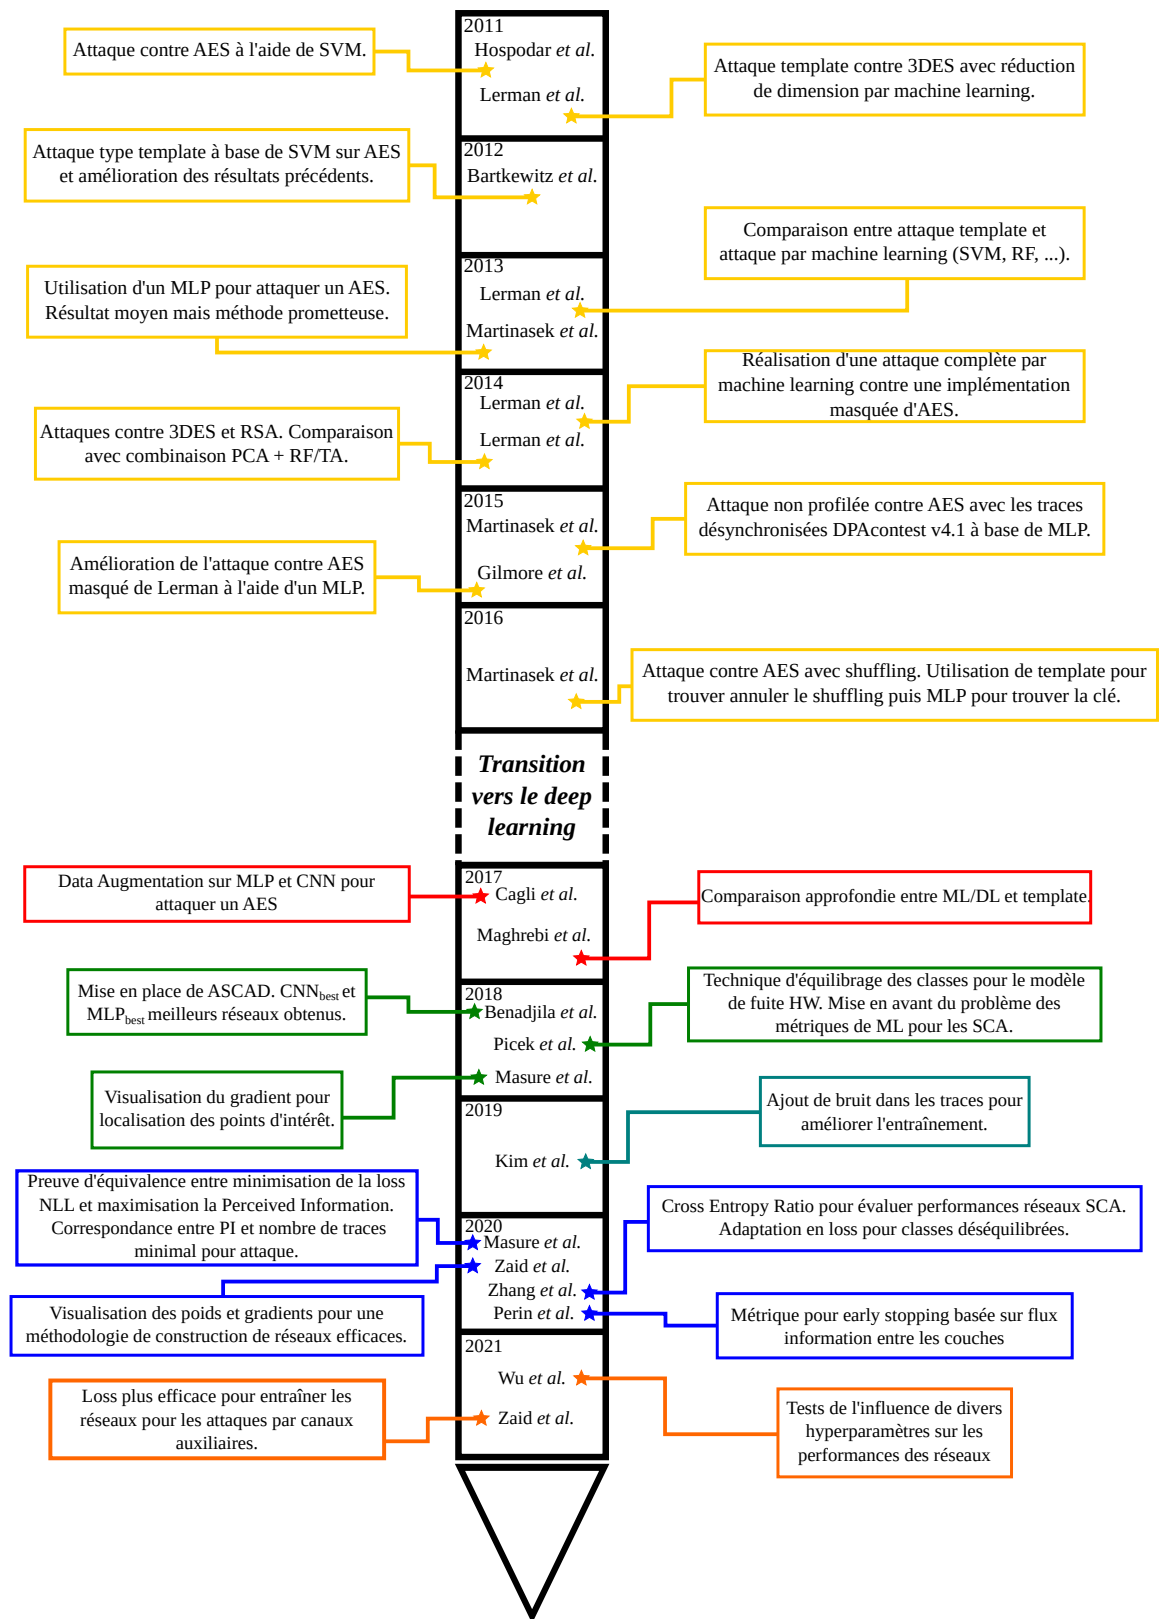 2011
Hospodar et al.
Attaque contre AES à l'aide de SVM.
Lerman et al.
Attaque template contre 3DES avec réduction
de dimension par machine learning.
2012
Bartkewitz et al.
Attaque type template à base de SVM sur AES
et amélioration des résultats précédents.
2013
Lerman et al.
Comparaison entre attaque template et
attaque par machine learning (SVM, RF, ...).
Martinasek et al.
Utilisation d'un MLP pour attaquer un AES.
Résultat moyen mais méthode prometteuse.
2014
Lerman et al.
Réalisation d'une attaque complète par
machine learning contre une implémentation
masquée d'AES.
Lerman et al.
Attaques contre 3DES et RSA. Comparaison
avec combinaison PCA + RF/TA.
2015
Martinasek et al.
Attaque non profilée contre AES avec les traces
désynchronisées DPAcontest v4.1 à base de MLP.
Gilmore et al.
Amélioration de l'attaque contre AES
masqué de Lerman à l'aide d'un MLP.
2016
Martinasek et al.
Attaque contre AES avec shuffling. Utilisation de template pour
trouver annuler le shuffling puis MLP pour trouver la clé.
Transition
vers le deep
learning
2017
Cagli et al.
Data Augmentation sur MLP et CNN pour
attaquer un AES
Maghrebi et al.
Comparaison approfondie entre ML/DL et template.
2018
Benadjila et al.
Mise en place de ASCAD. CNNbest et
MLPbest meilleurs réseaux obtenus.
Picek et al.
Technique d'équilibrage des classes pour le modèle
de fuite HW. Mise en avant du problème des
métriques de ML pour les SCA.
Masure et al.
Visualisation du gradient pour
localisation des points d'intérêt.
2019
Kim et al.
Ajout de bruit dans les traces pour
améliorer l'entraînement.
2020
Masure et al.
Preuve d'équivalence entre minimisation de la loss
NLL et maximisation la Perceived Information.
Correspondance entre PI et nombre de traces
minimal pour attaque.
Zaid et al.
Visualisation des poids et gradients pour une
méthodologie de construction de réseaux efficaces.
Zhang et al.
Cross Entropy Ratio pour évaluer performances réseaux SCA.
Adaptation en loss pour classes déséquilibrées.
Perin et al.
Métrique pour early stopping basée sur flux
information entre les couches
2021
Wu et al.
Tests de l'influence de divers
hyperparamètres sur les
performances des réseaux
Zaid et al.
Loss plus efficace pour entraîner les
réseaux pour les attaques par canaux
auxiliaires.